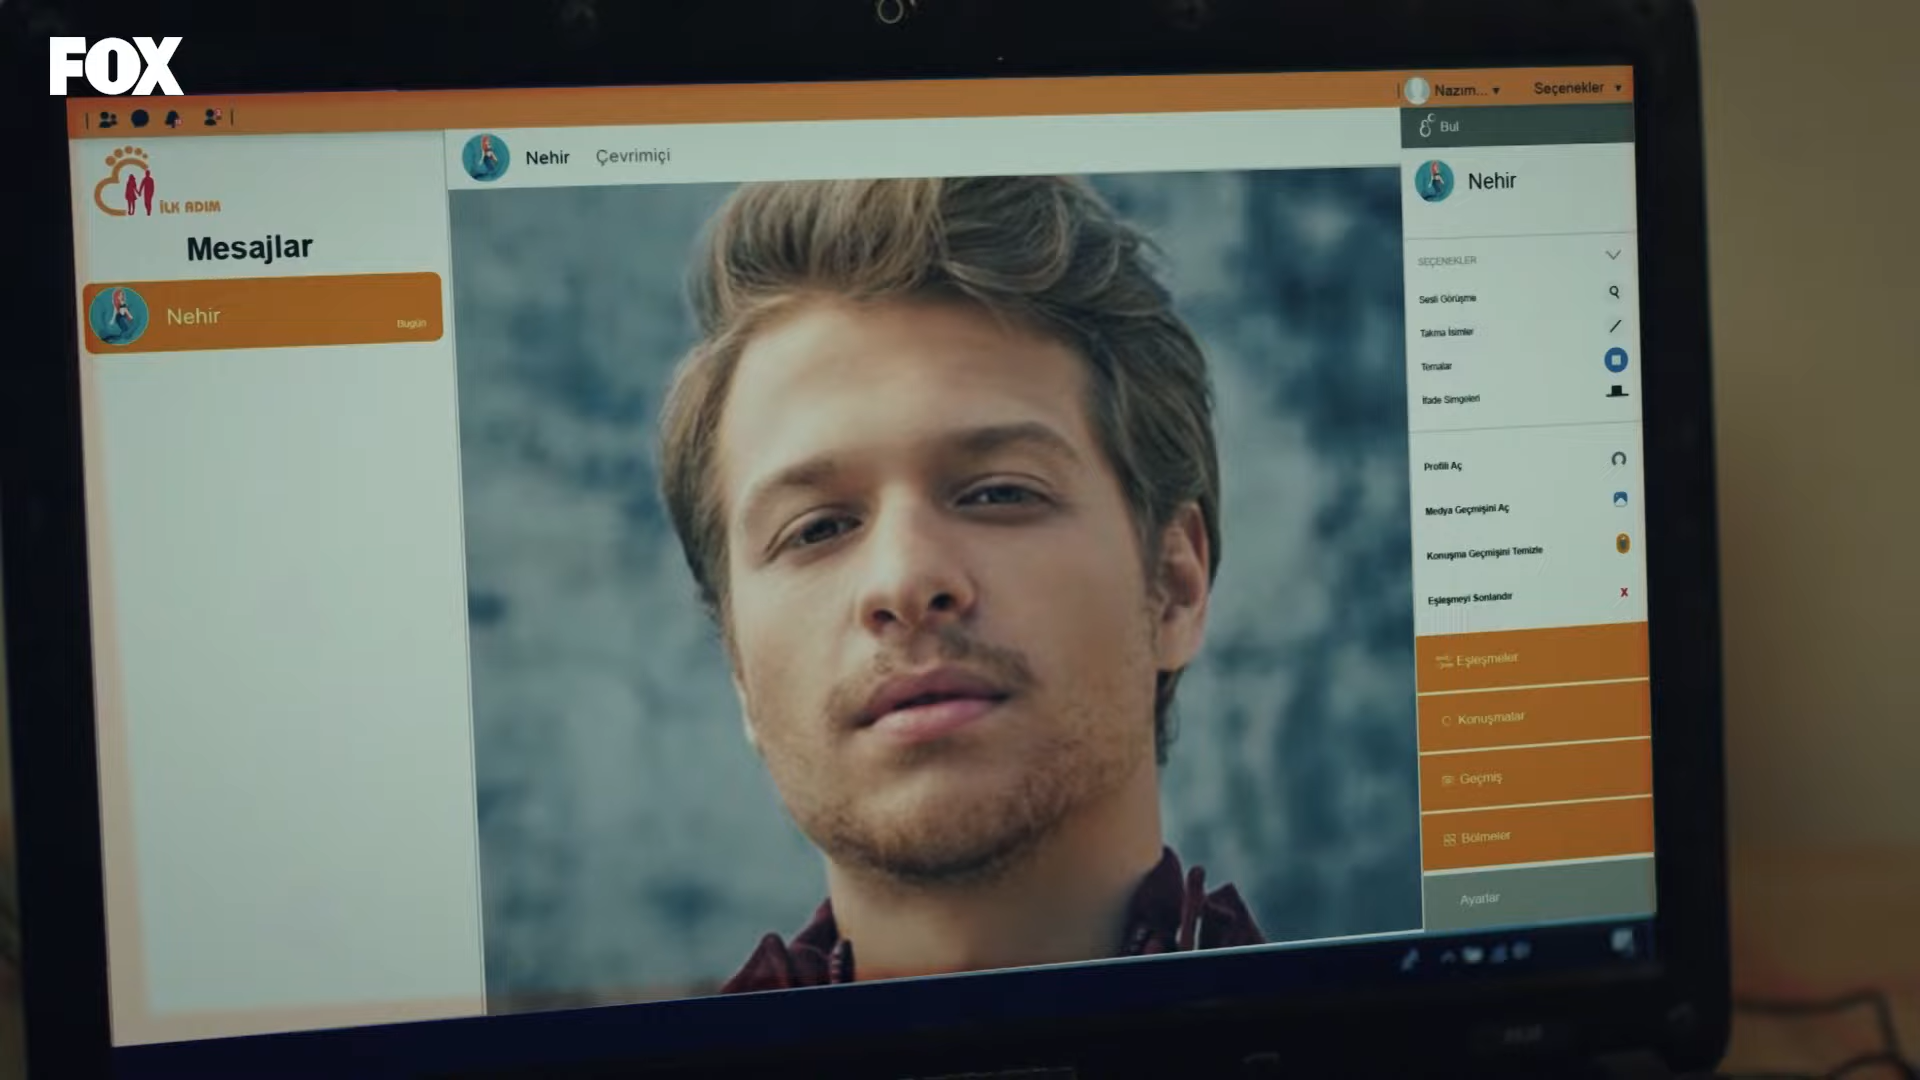 FOX
Nazım... ▾
Seçenekler ▾
İLK ADIM
Mesajlar
Nehir
Bugün
Nehir Çevrimiçi
Bul
Nehir
SEÇENEKLER
Sesli Görüşme
Takma İsimler
Temalar
İfade Simgeleri
Profili Aç
Medya Geçmişini Aç
Konuşma Geçmişini Temizle
Eşleşmeyi Sonlandır x
Eşleşmeler
Konuşmalar
Geçmiş
Bölmeler
Ayarlar